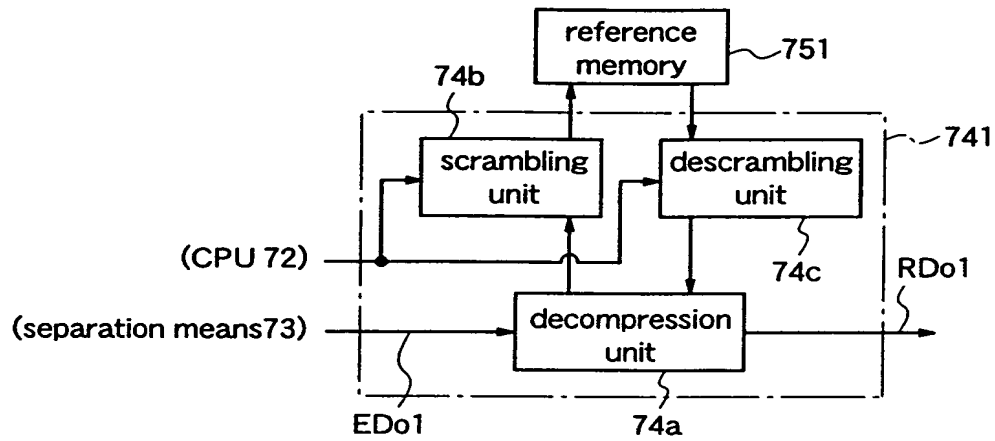 reference
memory
751
74b
741
scrambling
unit
descrambling
unit
(CPU 72)
74c
RDo1
(separation means73)
decompression
unit
EDo1
74a